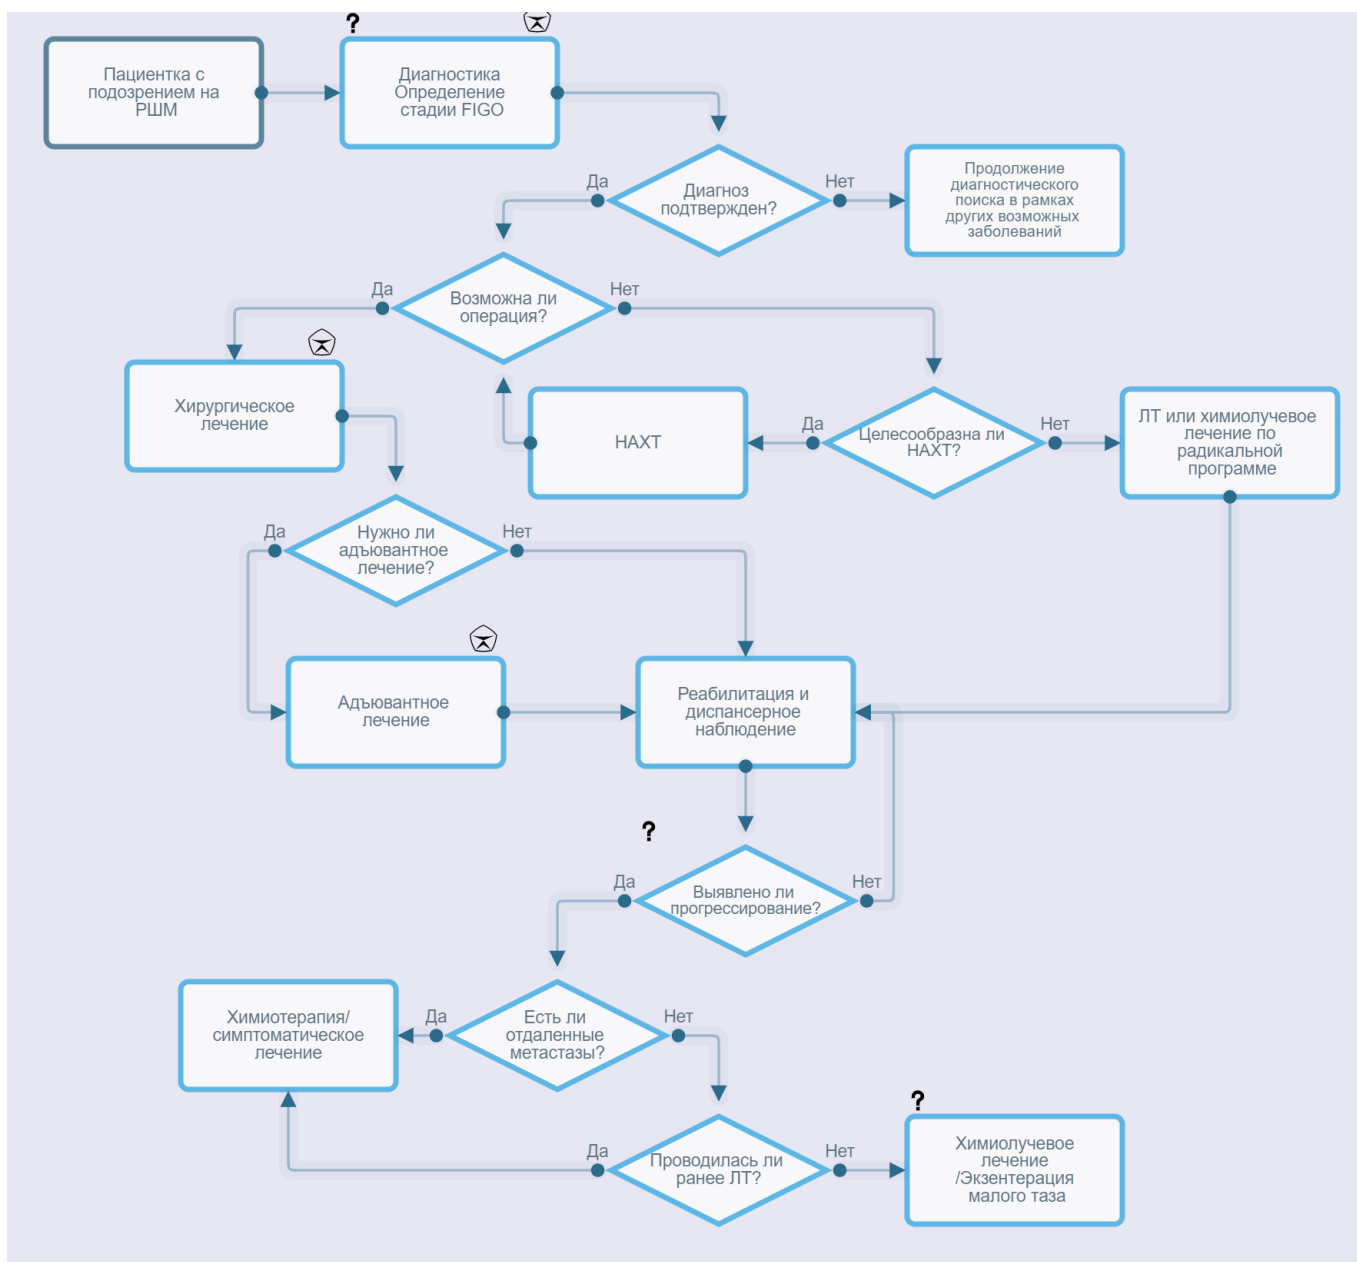 ?
Пациентка с
подозрением на
РШМ
Диагностика
Определение
стадии FIGO
Да
Диагноз
подтвержден?
Нет
Продолжение
диагностического
поиска в рамках
других возможных
заболеваний
Да
Возможна ли
операция?
Нет
Хирургическое
лечение
НАХТ
Да
Целесообразна ли
НАХТ?
Нет
ЛТ или химиолучевое
лечение по
радикальной
программе
Да
Нужно ли
адъювантное
лечение?
Нет
Адъювантное
лечение
Реабилитация и
диспансерное
наблюдение
?
Да
Выявлено ли
прогрессирование?
Нет
Химиотерапия/
симптоматическое
лечение
Да
Есть ли
отдаленные
метастазы?
Нет
?
Да
Проводилась ли
ранее ЛТ?
Нет
Химиолучевое
лечение
/Экзентерация
малого таза